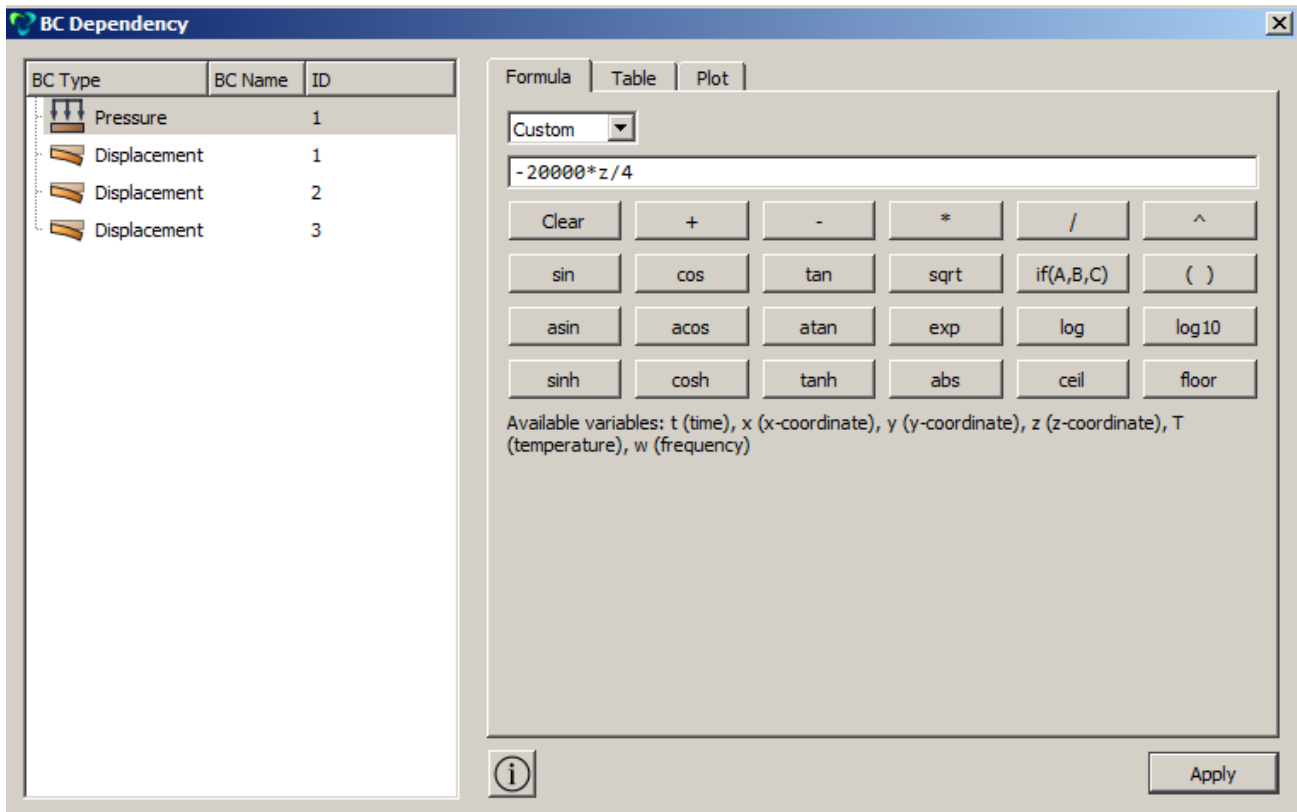 BC Dependency
BC Type BC Name ID
Pressure 1
Displacement 1
Displacement 2
Displacement 3
Formula Table Plot
Custom
-20000*z/4
Clear + - * / ^
sin cos tan sqrt if(A,B,C) ( )
asin acos atan exp log log10
sinh cosh tanh abs ceil floor
Available variables: t (time), x (x-coordinate), y (y-coordinate), z (z-coordinate), T
(temperature), w (frequency)
Apply